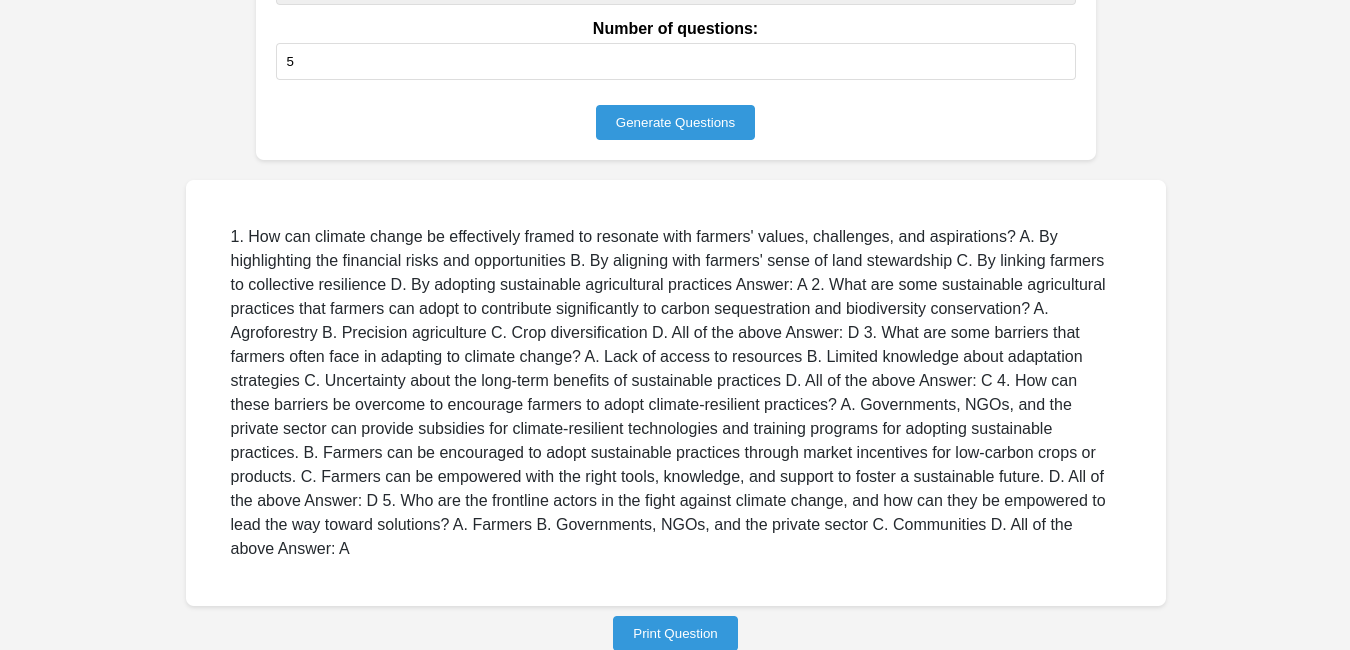 Number of questions:
5
Generate Questions
1. How can climate change be effectively framed to resonate with farmers' values, challenges, and aspirations? A. By
highlighting the financial risks and opportunities B. By aligning with farmers' sense of land stewardship C. By linking farmers
to collective resilience D. By adopting sustainable agricultural practices Answer: A 2. What are some sustainable agricultural
practices that farmers can adopt to contribute significantly to carbon sequestration and biodiversity conservation? A.
Agroforestry B. Precision agriculture C. Crop diversification D. All of the above Answer: D 3. What are some barriers that
farmers often face in adapting to climate change? A. Lack of access to resources B. Limited knowledge about adaptation
strategies C. Uncertainty about the long-term benefits of sustainable practices D. All of the above Answer: C 4. How can
these barriers be overcome to encourage farmers to adopt climate-resilient practices? A. Governments, NGOs, and the
private sector can provide subsidies for climate-resilient technologies and training programs for adopting sustainable
practices. B. Farmers can be encouraged to adopt sustainable practices through market incentives for low-carbon crops or
products. C. Farmers can be empowered with the right tools, knowledge, and support to foster a sustainable future. D. All of
the above Answer: D 5. Who are the frontline actors in the fight against climate change, and how can they be empowered to
lead the way toward solutions? A. Farmers B. Governments, NGOs, and the private sector C. Communities D. All of the
above Answer: A
Print Question